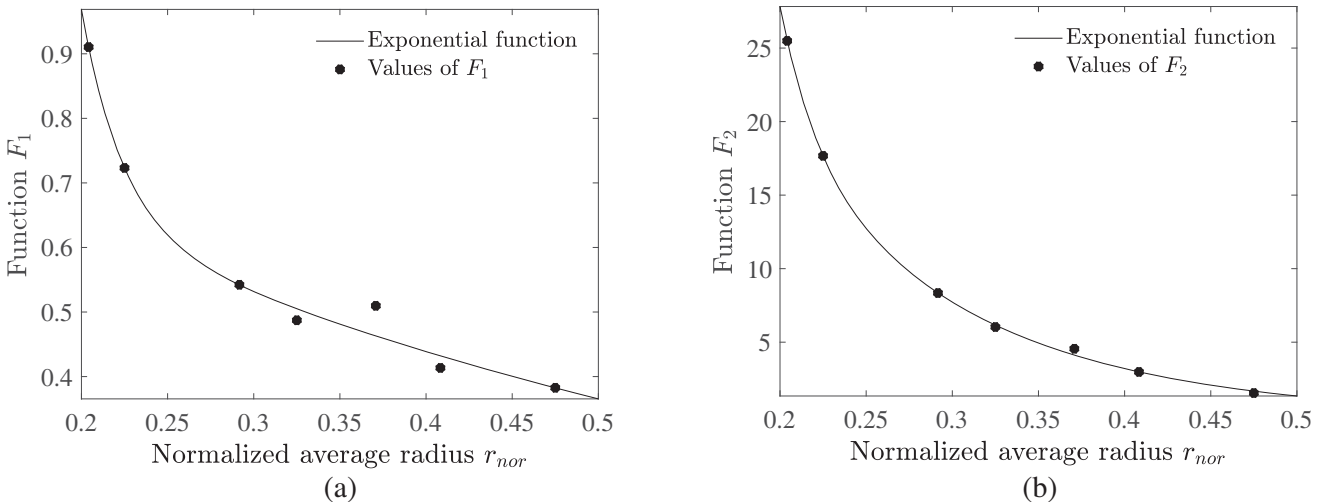 Function F1
0.9
0.8
0.7
0.6
0.5
0.4
0.2
0.25
0.3
0.35
0.4
0.45
0.5
Exponential function
Values of F1
Normalized average radius rnor
(a)
Function F2
25
20
15
10
5
0.2
0.25
0.3
0.35
0.4
0.45
0.5
Exponential function
Values of F2
Normalized average radius rnor
(b)